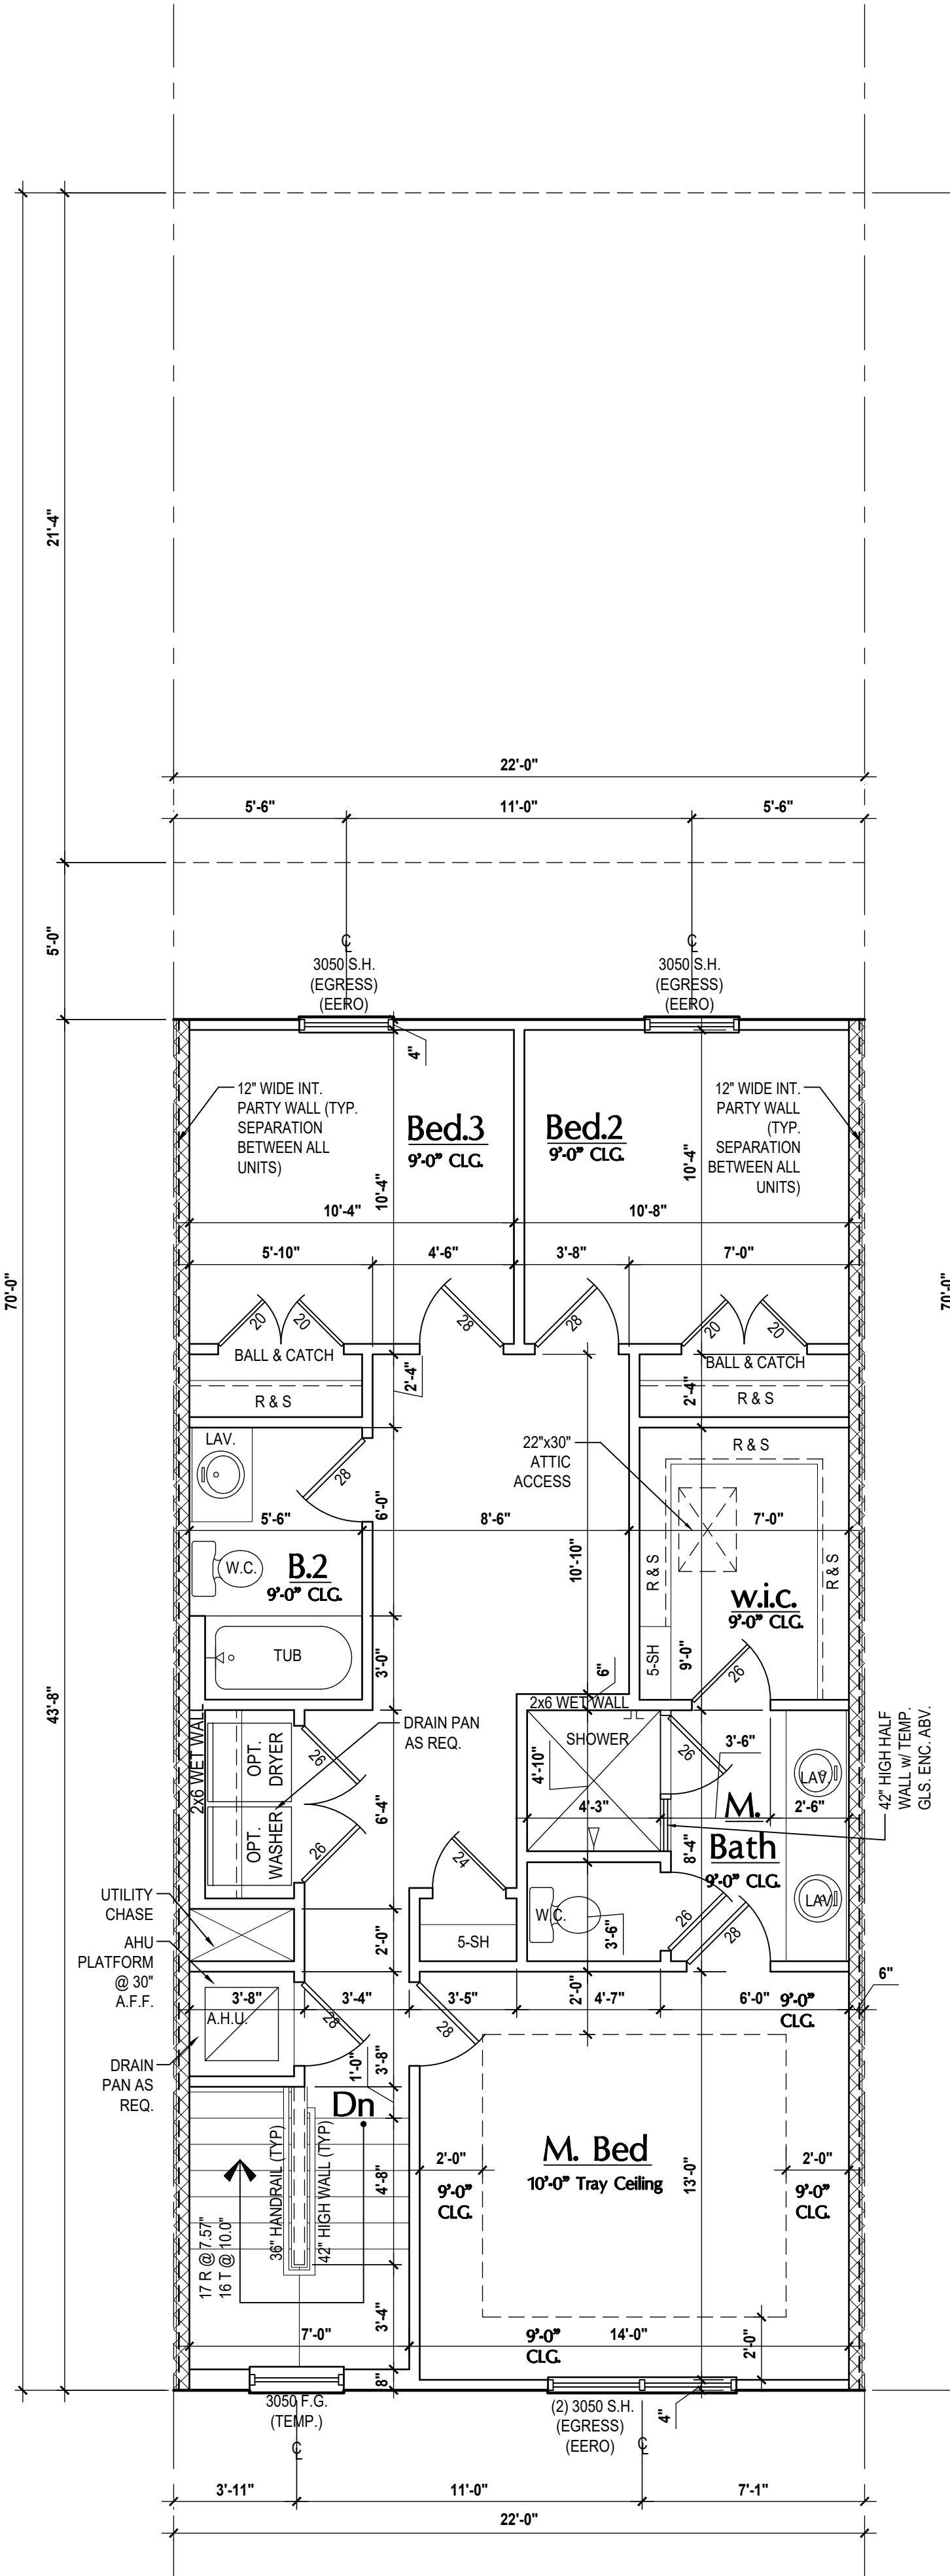 21'-4"
22'-0"
5'-6"
11'-0"
5'-6"
5'-0"
℄
3050 S.H.
(EGRESS)
(EERO)
℄
3050 S.H.
(EGRESS)
(EERO)
4"
12" WIDE INT.
PARTY WALL (TYP.
SEPARATION
BETWEEN ALL
UNITS)
12" WIDE INT.
PARTY WALL
(TYP.
SEPARATION
BETWEEN ALL
UNITS)
Bed.3
9'-0" CLG.
Bed.2
9'-0" CLG.
10'-4"
10'-4"
10'-4"
10'-8"
5'-10"
4'-6"
3'-8"
7'-0"
70'-0"
70'-0"
20
20
28
28
20
20
BALL & CATCH
BALL & CATCH
R & S
2'-4"
2'-4"
R & S
LAV.
28
22"x30"
ATTIC
ACCESS
R & S
5'-6"
6'-0"
8'-6"
7'-0"
W.C.
B.2
9'-0" CLG.
10'-10"
R & S
R & S
w.i.c.
9'-0" CLG.
TUB
3'-0"
6"
5-SH
9'-0"
26
43'-8"
2x6 WET WALL
2x6 WET WALL
DRAIN PAN
AS REQ.
SHOWER
26
3'-6"
42" HIGH HALF
WALL w/ TEMP.
GLS. ENC. ABV.
OPT.
DRYER
26
4'-10"
LAV.
4'-3"
M.
Bath
9'-0" CLG.
2'-6"
OPT.
WASHER
26
6'-4"
24
8'-4"
LAV.
UTILITY
CHASE
W.C.
3'-6"
26
28
AHU
PLATFORM
@ 30"
A.F.F.
2'-0"
5-SH
6"
3'-8"
3'-4"
3'-5"
2'-0"
4'-7"
6'-0"
9'-0"
CLG.
A.H.U.
28
28
DRAIN
PAN AS
REQ.
1'-0"
3'-8"
Dn
M. Bed
10'-0" Tray Ceiling
2'-0"
9'-0"
CLG.
13'-0"
2'-0"
9'-0"
CLG.
36" HANDRAIL (TYP)
42" HIGH WALL (TYP)
4'-8"
17 R @ 7.57"
16 T @ 10.0"
3'-4"
7'-0"
9'-0"
CLG.
14'-0"
2'-0"
8"
3050 F.G.
(TEMP.)
℄
(2) 3050 S.H.
(EGRESS)
(EERO)
℄
4"
3'-11"
11'-0"
7'-1"
22'-0"